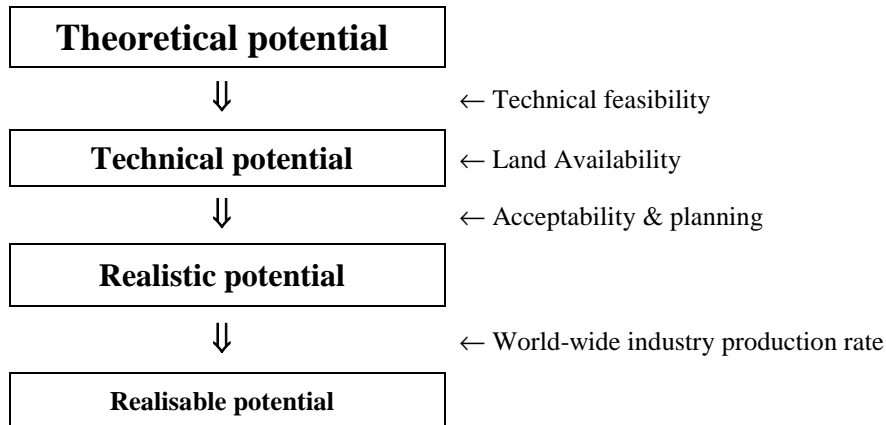 Theoretical potential
⇓ ← Technical feasibility
Technical potential ← Land Availability
⇓ ← Acceptability & planning
Realistic potential
⇓ ← World-wide industry production rate
Realisable potential